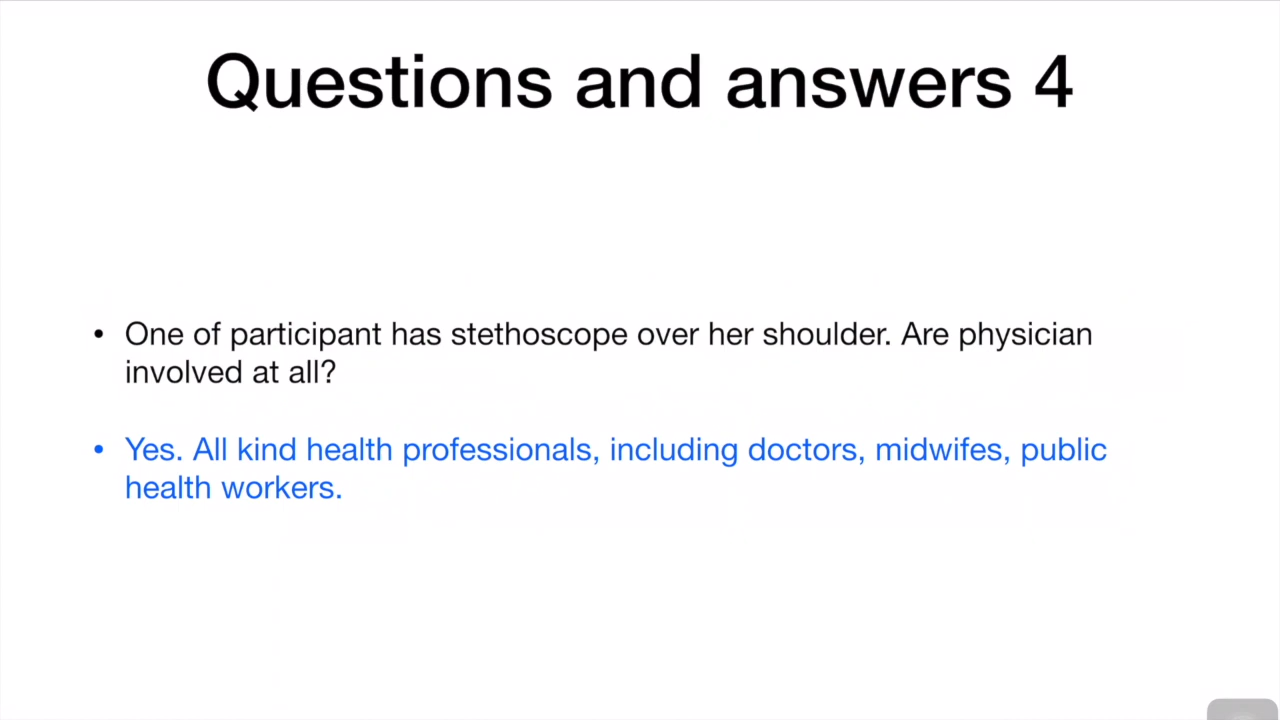 Questions and answers 4
• One of participant has stethoscope over her shoulder. Are physician
involved at all?
• Yes. All kind health professionals, including doctors, midwifes, public
health workers.